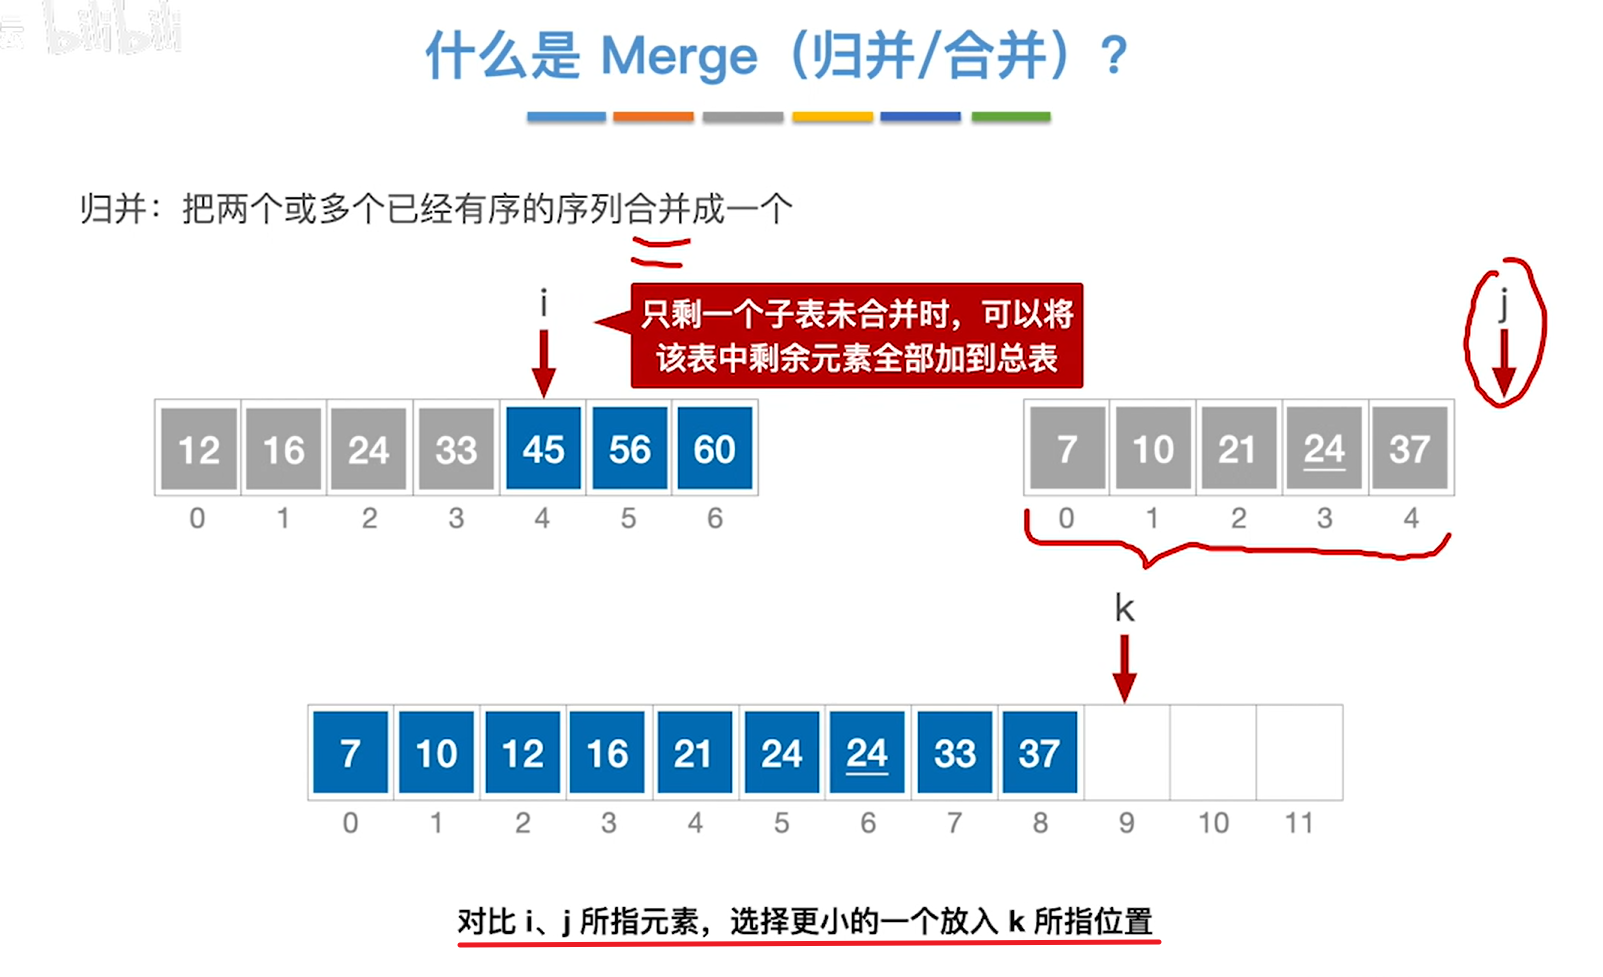 bilibili
什么是 Merge（归并/合并）?
归并：把两个或多个已经有序的序列合并成一个
i
只剩一个子表未合并时，可以将
该表中剩余元素全部加到总表
j
12 16 24 33 45 56 60
0 1 2 3 4 5 6
7 10 21 24 37
0 1 2 3 4
k
7 10 12 16 21 24 24 33 37
0 1 2 3 4 5 6 7 8 9 10 11
对比 i、j 所指元素，选择更小的一个放入 k 所指位置